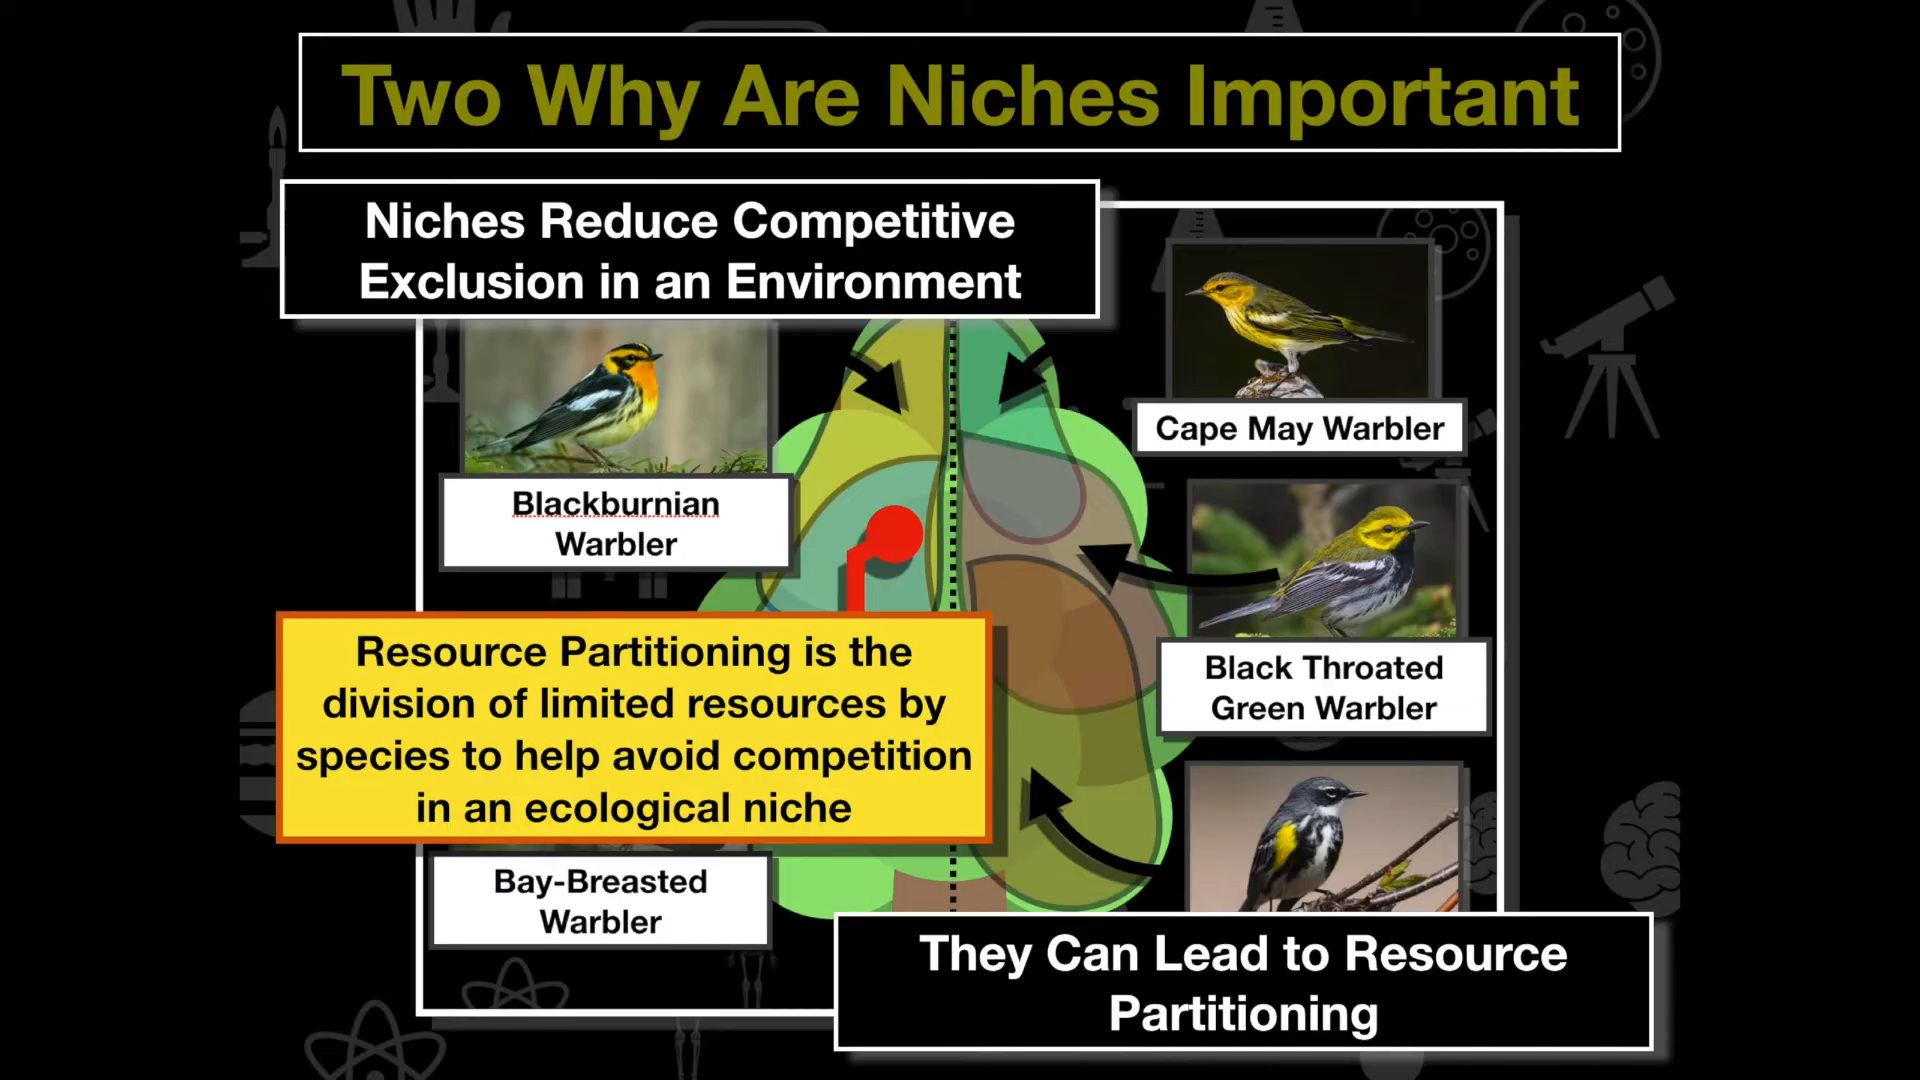 Two Why Are Niches Important
Niches Reduce Competitive
Exclusion in an Environment
Cape May Warbler
Blackburnian
Warbler
Black Throated
Green Warbler
Resource Partitioning is the
division of limited resources by
species to help avoid competition
in an ecological niche
Bay-Breasted
Warbler
They Can Lead to Resource
Partitioning